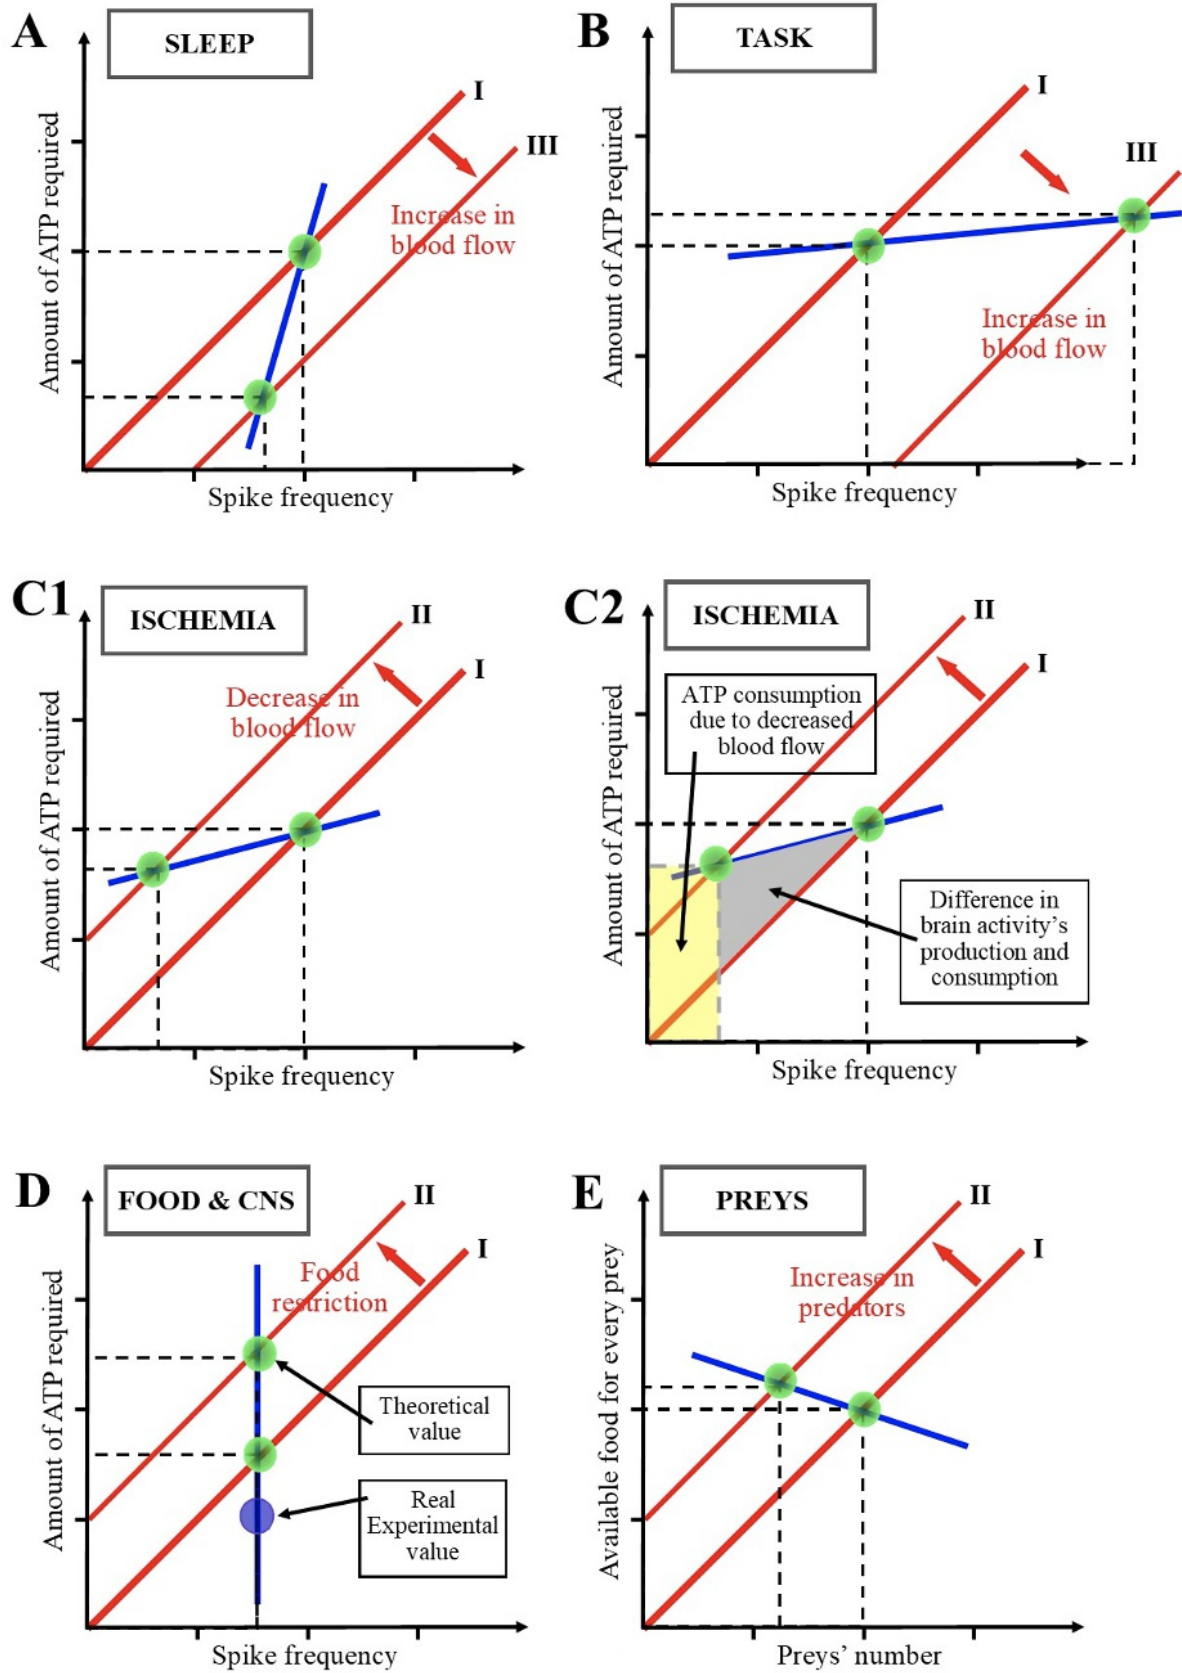 A
SLEEP
I
III
Increase in
blood flow
Amount of ATP required
Spike frequency
B
TASK
I
III
Increase in
blood flow
Amount of ATP required
Spike frequency
C1
ISCHEMIA
II
I
Decrease in
blood flow
Amount of ATP required
Spike frequency
C2
ISCHEMIA
II
I
ATP consumption
due to decreased
blood flow
Difference in
brain activity's
production and
consumption
Amount of ATP required
Spike frequency
D
FOOD & CNS
II
I
Food
restriction
Theoretical
value
Real
Experimental
value
Amount of ATP required
Spike frequency
E
PREYS
II
I
Increase in
predators
Available food for every prey
Preys' number